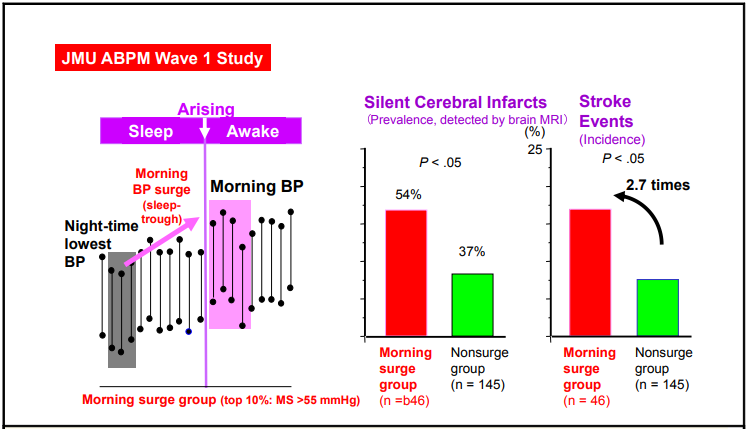 JMU ABPM Wave 1 Study
Arising
Sleep
Awake
Morning
BP surge
(sleep-
trough)
Morning BP
Night-time
lowest
BP
Morning surge group (top 10%: MS >55 mmHg)
Silent Cerebral Infarcts
(Prevalence, detected by brain MRI)
P < .05
54%
37%
Morning
surge
group
(n =b46)
Nonsurge
group
(n = 145)
Stroke
Events
(Incidence)
(%)
25
P < .05
2.7 times
Morning
surge
group
(n = 46)
Nonsurge
group
(n = 145)